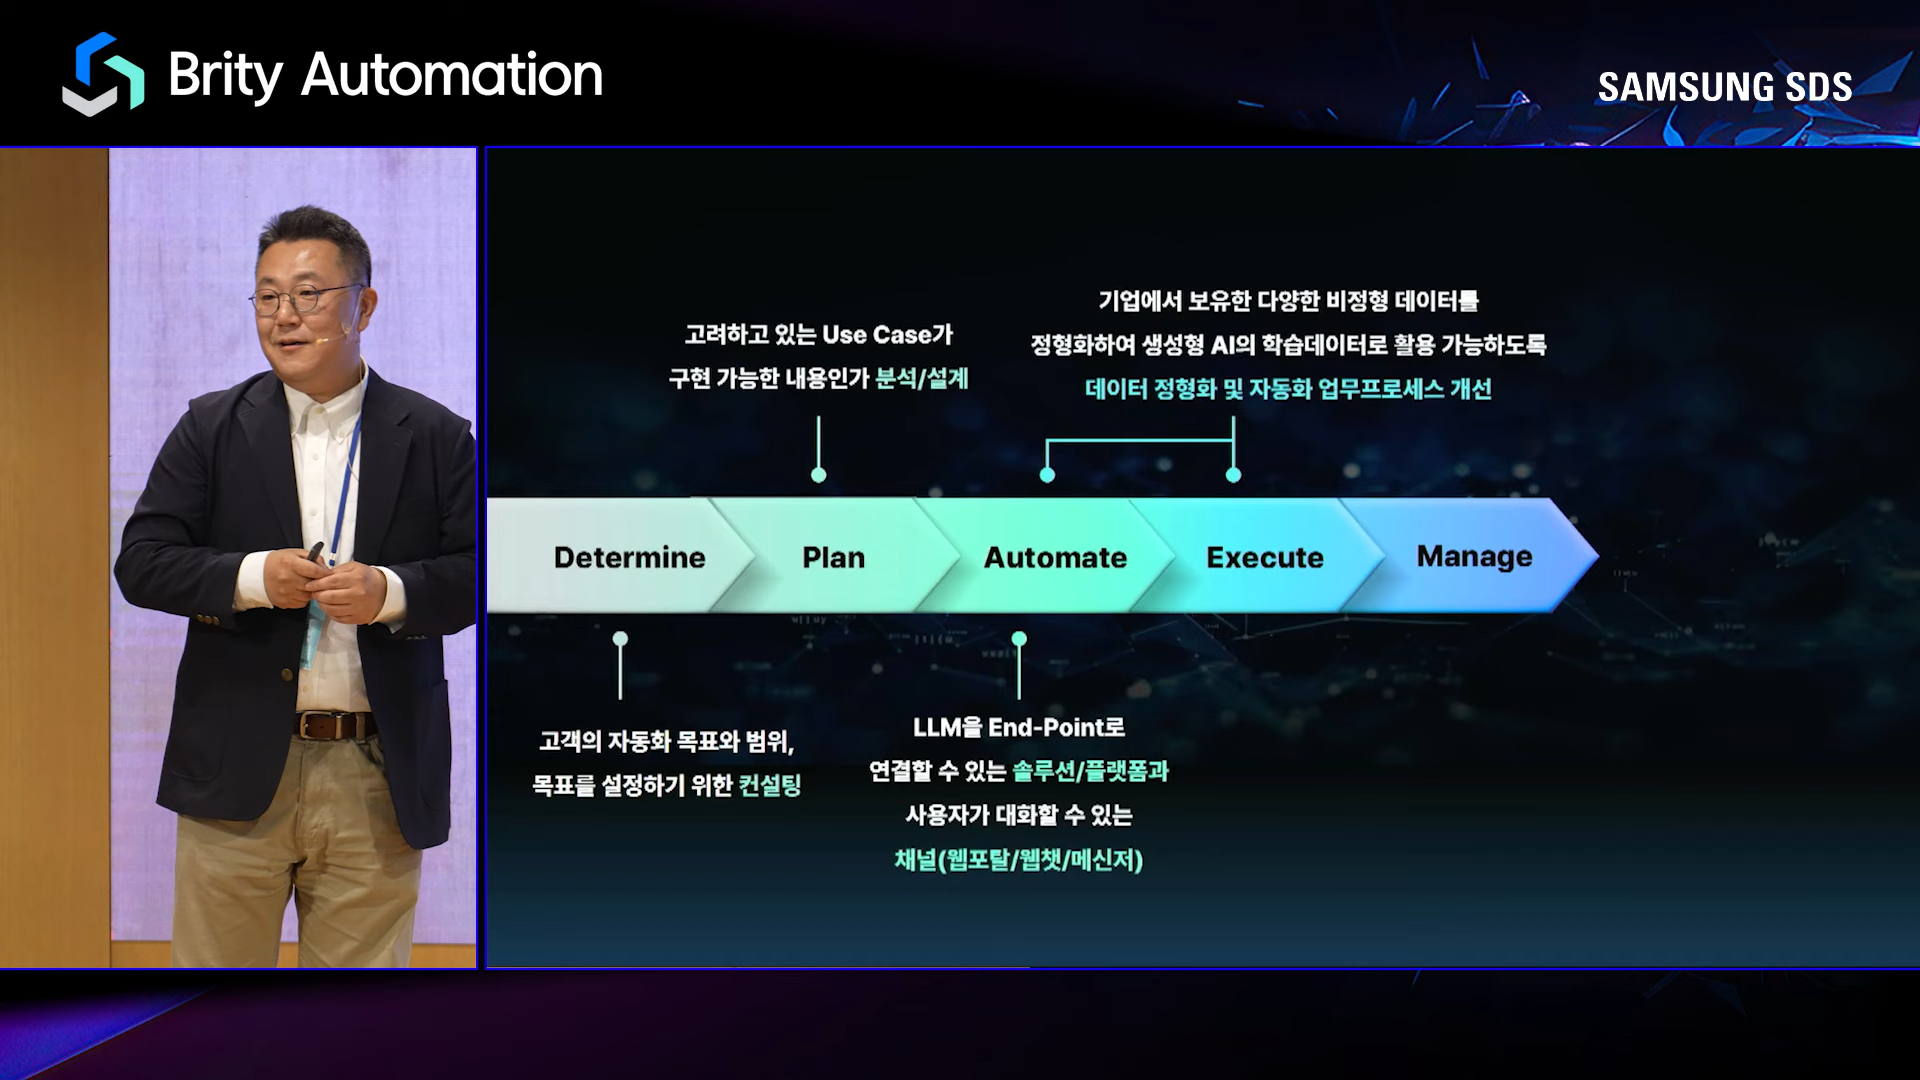 Brity Automation
SAMSUNG SDS
고려하고 있는 Use Case가
구현 가능한 내용인가 분석/설계
기업에서 보유한 다양한 비정형 데이터를
정형화하여 생성형 AI의 학습데이터로 활용 가능하도록
데이터 정형화 및 자동화 업무프로세스 개선
Determine
Plan
Automate
Execute
Manage
고객의 자동화 목표와 범위,
목표를 설정하기 위한 컨설팅
LLM을 End-Point로
연결할 수 있는 솔루션/플랫폼과
사용자가 대화할 수 있는
채널(웹포탈/웹챗/메신저)